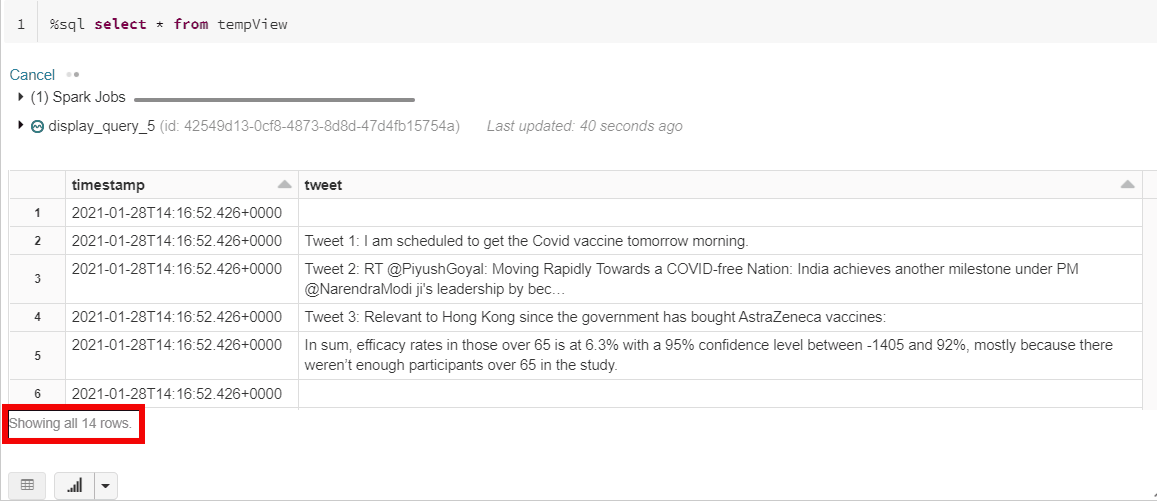 1 %sql select * from tempView
Cancel
(1) Spark Jobs
display_query_5 (id: 42549d13-0cf8-4873-8d8d-47d4fb15754a) Last updated: 40 seconds ago
timestamp tweet
1 2021-01-28T14:16:52.426+0000
2 2021-01-28T14:16:52.426+0000 Tweet 1: I am scheduled to get the Covid vaccine tomorrow morning.
3 2021-01-28T14:16:52.426+0000 Tweet 2: RT @PiyushGoyal: Moving Rapidly Towards a COVID-free Nation: India achieves another milestone under PM
@NarendraModi ji's leadership by bec…
4 2021-01-28T14:16:52.426+0000 Tweet 3: Relevant to Hong Kong since the government has bought AstraZeneca vaccines:
5 2021-01-28T14:16:52.426+0000 In sum, efficacy rates in those over 65 is at 6.3% with a 95% confidence level between -1405 and 92%, mostly because there
weren’t enough participants over 65 in the study.
6 2021-01-28T14:16:52.426+0000
Showing all 14 rows.